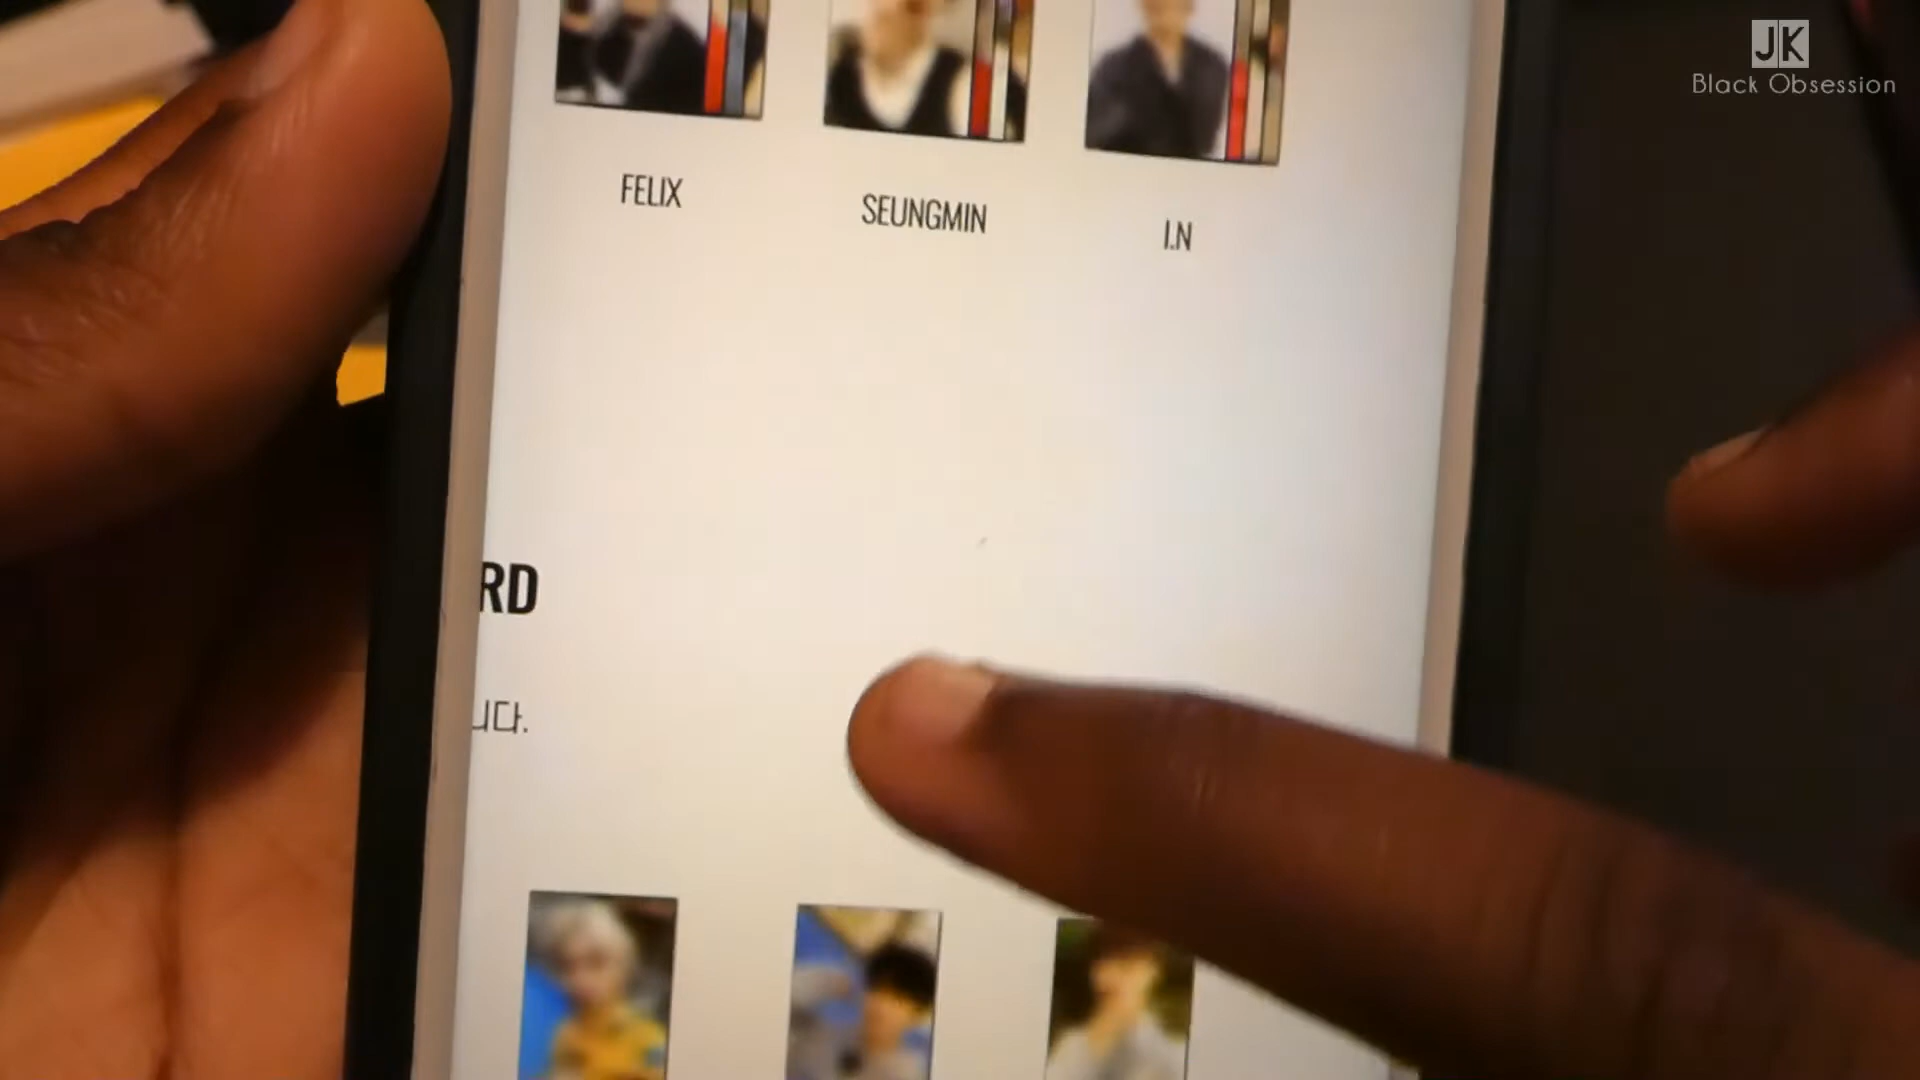 JK
Black Obsession
FELIX
SEUNGMIN
I.N
RD
니다.